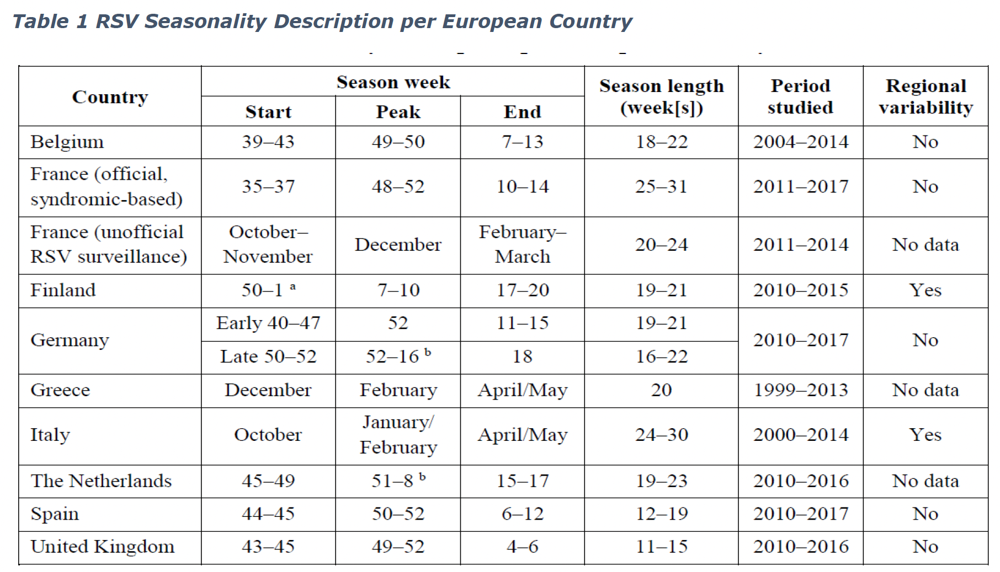 Table 1 RSV Seasonality Description per European Country
Country
Season week
Season length
(week[s])
Period
studied
Regional
variability
Start
Peak
End
Belgium
39–43
49–50
7–13
18–22
2004–2014
No
France (official,
syndromic-based)
35–37
48–52
10–14
25–31
2011–2017
No
France (unofficial
RSV surveillance)
October–
November
December
February–
March
20–24
2011–2014
No data
Finland
50–1 a
7–10
17–20
19–21
2010–2015
Yes
Germany
Early 40–47
52
11–15
19–21
2010–2017
No
Late 50–52
52–16 b
18
16–22
Greece
December
February
April/May
20
1999–2013
No data
Italy
October
January/
February
April/May
24–30
2000–2014
Yes
The Netherlands
45–49
51–8 b
15–17
19–23
2010–2016
No data
Spain
44–45
50–52
6–12
12–19
2010–2017
No
United Kingdom
43–45
49–52
4–6
11–15
2010–2016
No